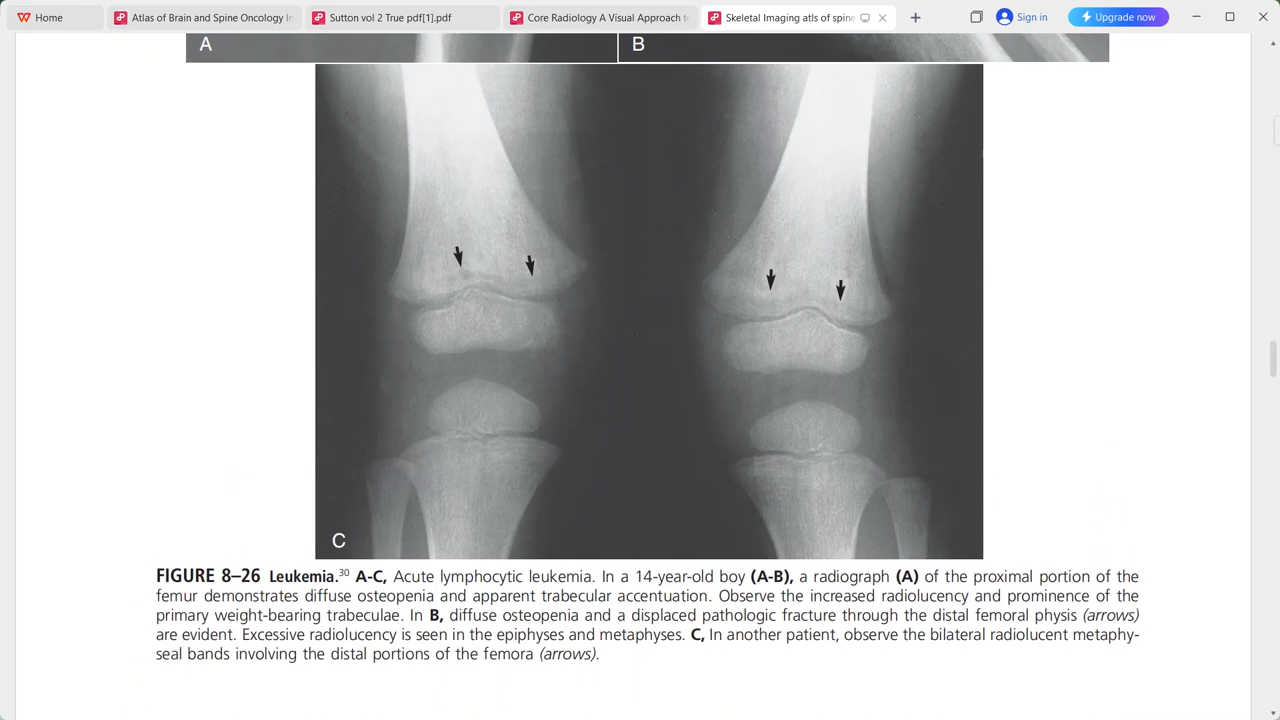 Home
Atlas of Brain and Spine Oncology I
Sutton vol 2 True pdf[1].pdf
Core Radiology A Visual Approach to
Skeletal Imaging atls of spine
Sign in
Upgrade now
A
B
C
FIGURE 8–26 Leukemia.30 A-C, Acute lymphocytic leukemia. In a 14-year-old boy (A-B), a radiograph (A) of the proximal portion of the
femur demonstrates diffuse osteopenia and apparent trabecular accentuation. Observe the increased radiolucency and prominence of the
primary weight-bearing trabeculae. In B, diffuse osteopenia and a displaced pathologic fracture through the distal femoral physis (arrows)
are evident. Excessive radiolucency is seen in the epiphyses and metaphyses. C, In another patient, observe the bilateral radiolucent metaphy-
seal bands involving the distal portions of the femora (arrows).